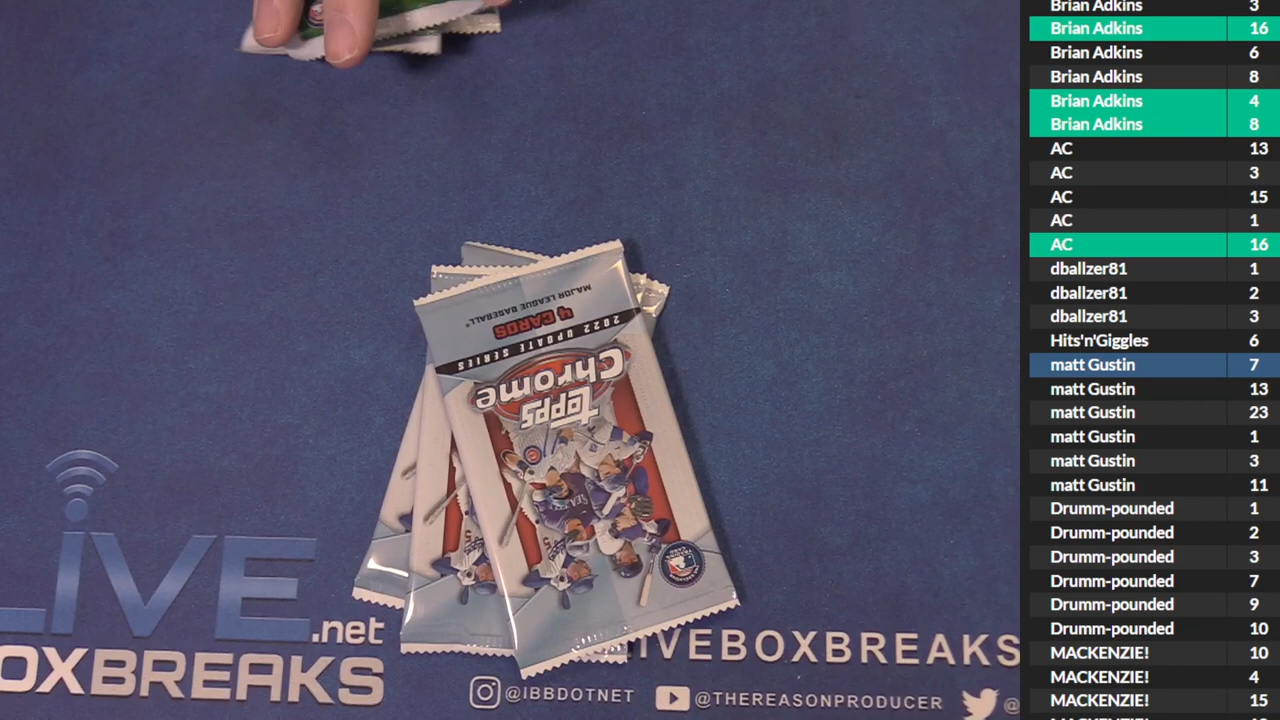 Brian Adkins 3
Brian Adkins 16
Brian Adkins 6
Brian Adkins 8
Brian Adkins 4
Brian Adkins 8
AC 13
AC 3
AC 15
AC 1
AC 16
dballzer81 1
dballzer81 2
dballzer81 3
Hits'n'Giggles 6
matt Gustin 7
matt Gustin 13
matt Gustin 23
matt Gustin 1
matt Gustin 3
matt Gustin 11
Drumm-pounded 1
Drumm-pounded 2
Drumm-pounded 3
Drumm-pounded 7
Drumm-pounded 9
Drumm-pounded 10
MACKENZIE! 10
MACKENZIE! 4
MACKENZIE! 15
MACKENZIE!
MAJOR LEAGUE BASEBALL®
4 CARDS
2022 UPDATE SERIES
Topps
Chrome
LiVE.net
OXBREAKS
LIVEBOXBREAKS
@IBBDOTNET
@THEREASONPRODUCER
@